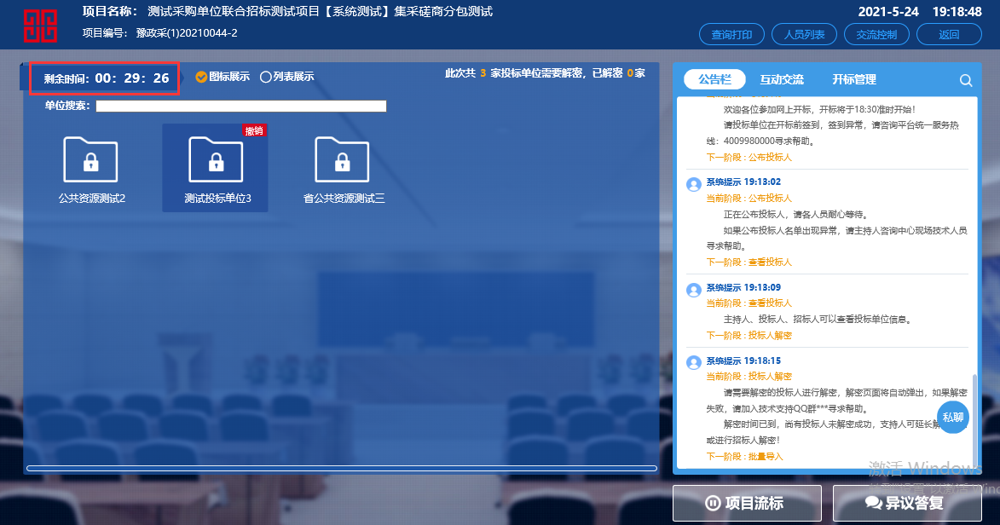 项目名称： 测试采购单位联合招标测试项目【系统测试】集采磋商分包测试
2021-5-24 19:18:48
项目编号： 豫政采(1)20210044-2
查询打印 人员列表 交流控制 返回
剩余时间：00：29：26
图标展示 列表展示
此次共 3 家投标单位需要解密，已解密 0家
单位搜索：
撤销
公共资源测试2 测试投标单位3 省公共资源测试三
公告栏 互动交流 开标管理
欢迎各位参加网上开标，开标将于18:30准时开始！
请投标单位在开标前签到，签到异常，请咨询平台统一服务热
线：4009980000寻求帮助。
下一阶段：公布投标人
系统提示 19:13:02
当前阶段：公布投标人
正在公布投标人，请各人员耐心等待。
如果公布投标人名单出现异常，请主持人咨询中心现场技术人员
寻求帮助。
下一阶段：查看投标人
系统提示 19:13:09
当前阶段：查看投标人
主持人、投标人、招标人可以查看投标单位信息。
下一阶段：投标人解密
系统提示 19:18:15
当前阶段：投标人解密
请需要解密的投标人进行解密，解密页面将自动弹出，如果解密
失败，请加入技术支持QQ群***寻求帮助。
解密时间已到，尚有投标人未解密成功，支持人可延长解
或进行招标人解密！
下一阶段：批量导入
私聊
激活 Windows
项目流标 异议答复